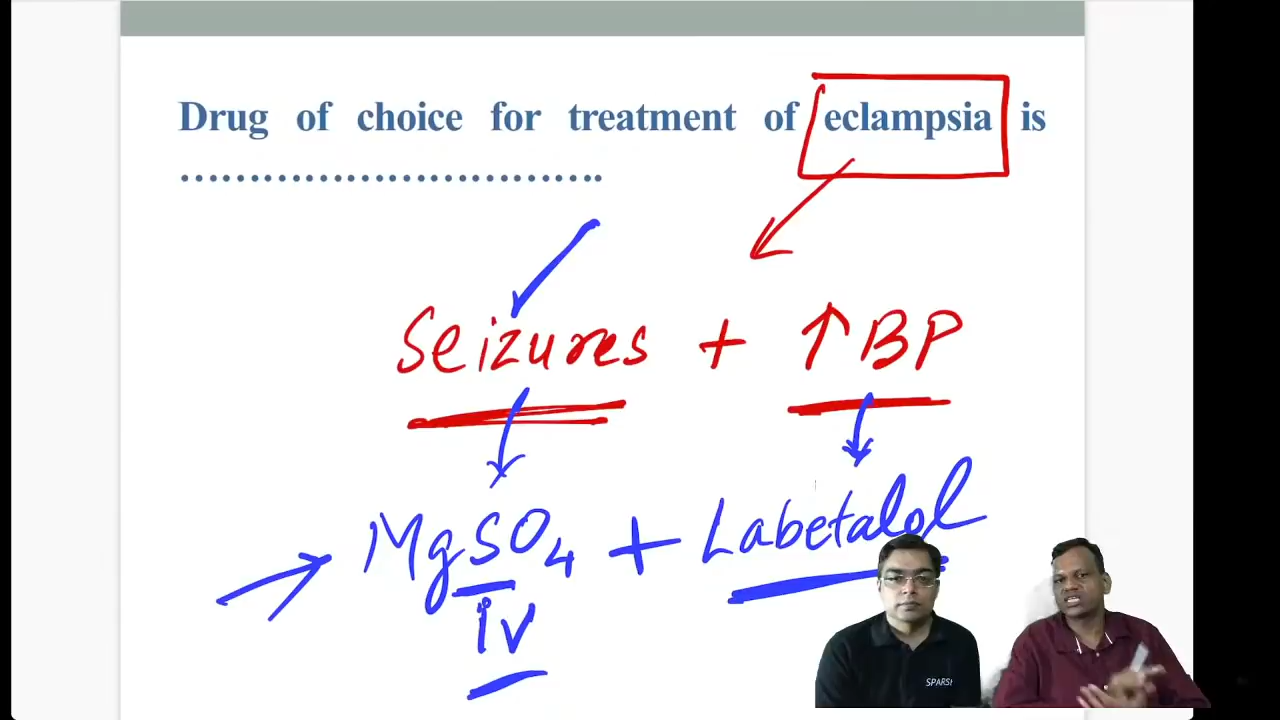 Drug of choice for treatment of eclampsia is
……………………………….
Seizures + ↑ BP
MgSO4 + Labetalol
iv
SPARSH